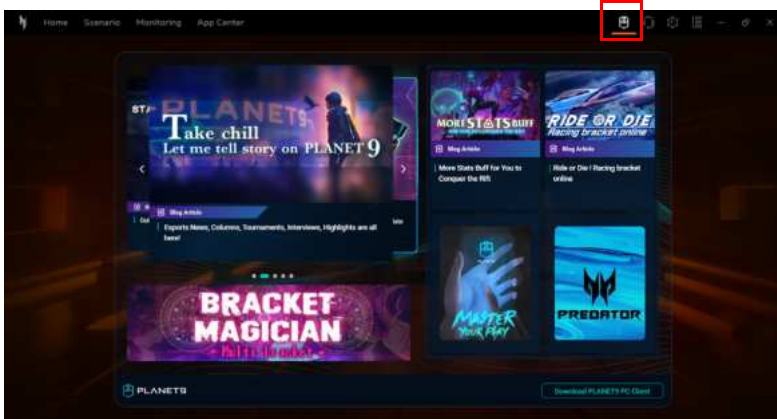 Home Scenario Monitoring App Center
PLANET9
Take chill
Let me tell story on PLANET 9
Blog Article
Esports News, Columns, Tournaments, Interviews, Highlights are all
here!
MORE STATS BUFF
Blog Article
More Stats Buff for You to
Conquer the Rift
RIDE OR DIE
Racing bracket online
Blog Article
Ride or Die ! Racing bracket
online
BRACKET
MAGICIAN
MASTER
YOUR PLAY
PREDATOR
PLANET9
Download PLANET9 PC Client